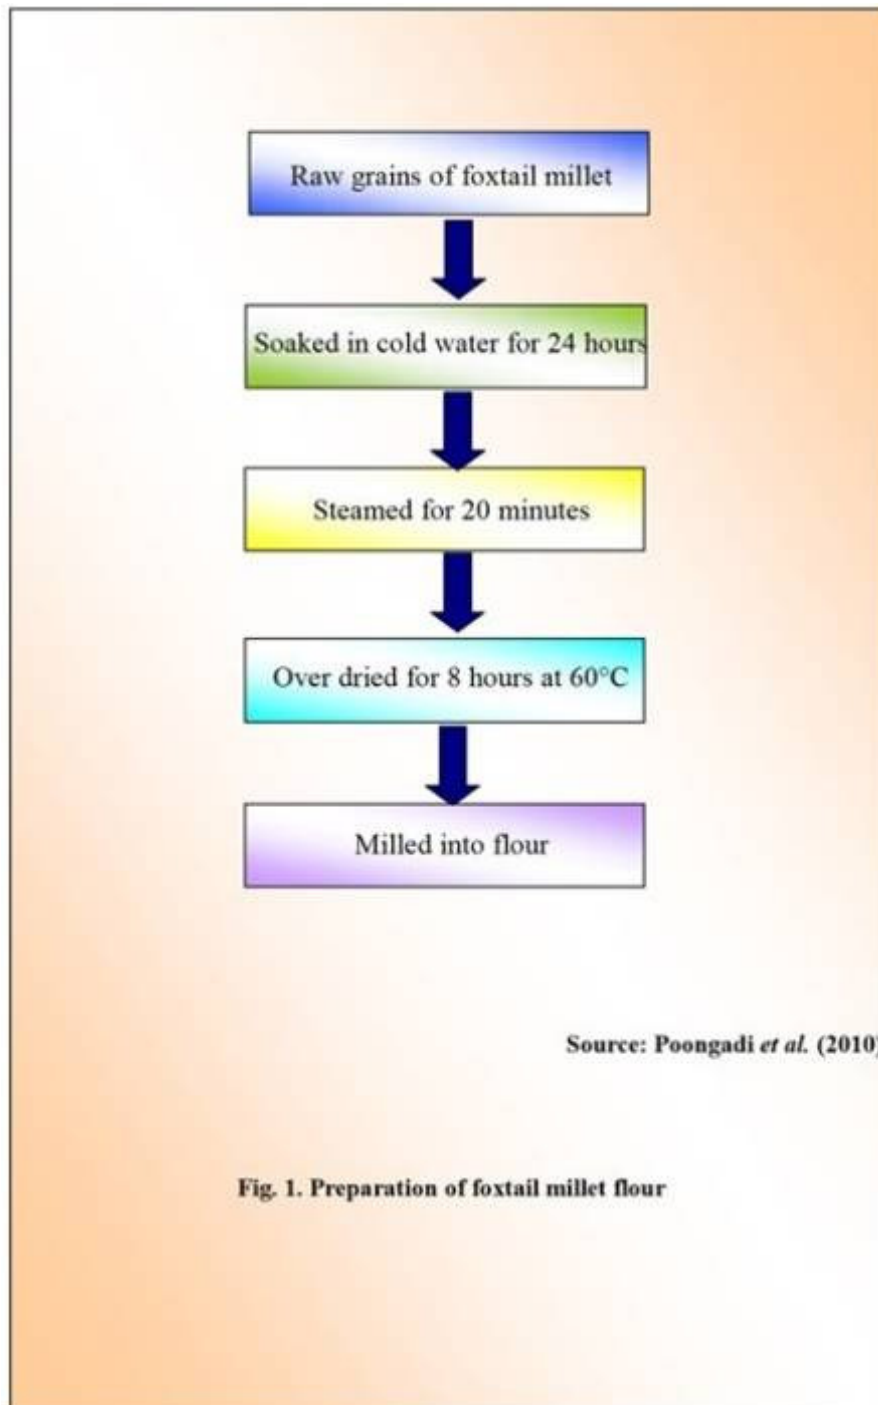 Raw grains of foxtail millet
Soaked in cold water for 24 hours
Steamed for 20 minutes
Over dried for 8 hours at 60°C
Milled into flour
Source: Poongadi et al. (2010)
Fig. 1. Preparation of foxtail millet flour